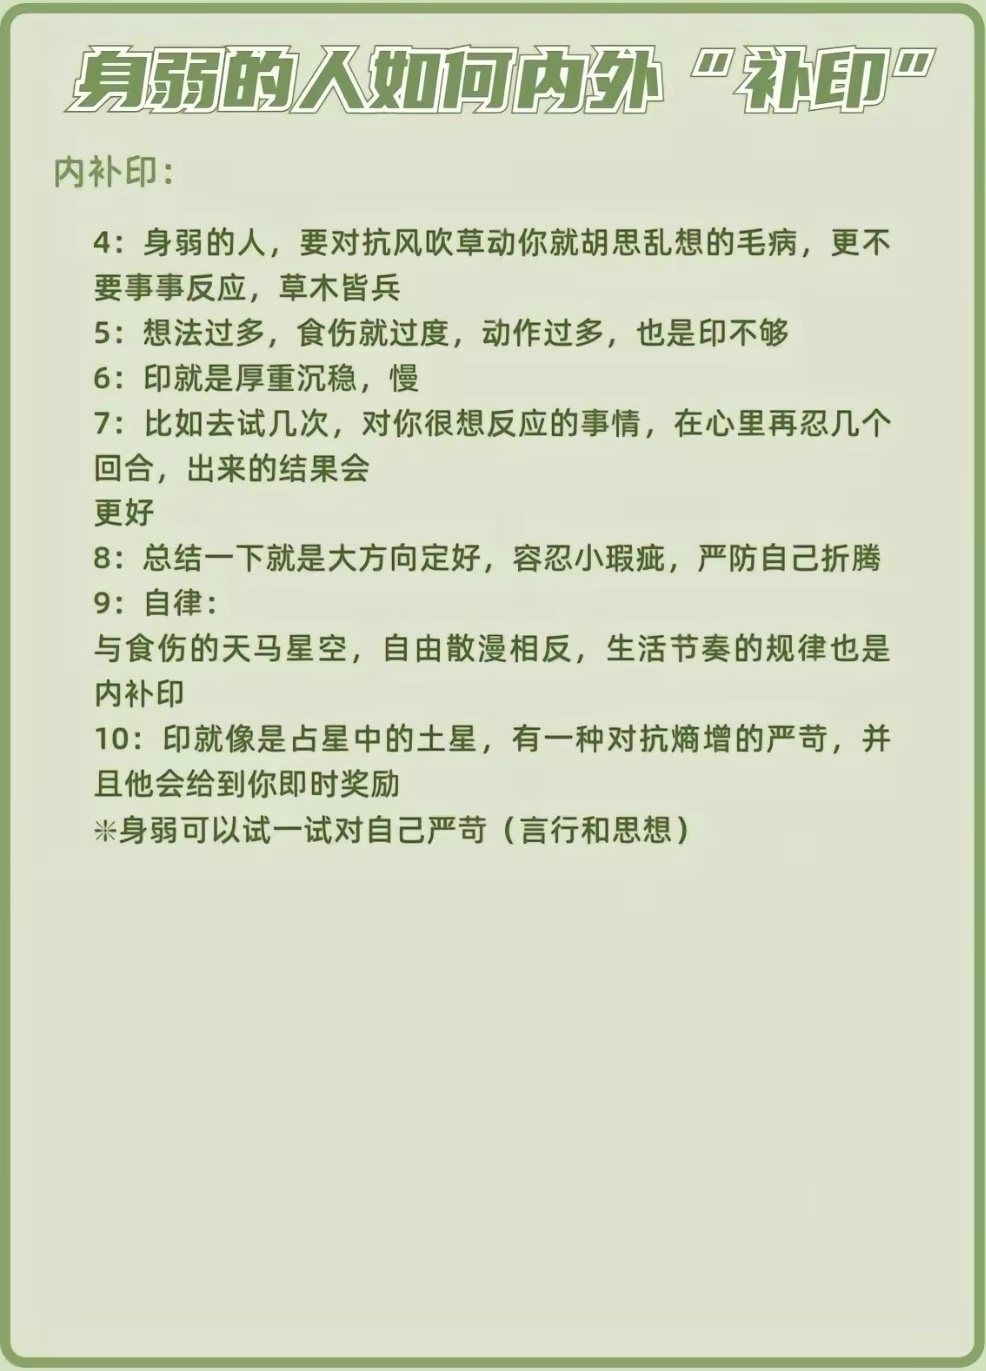 身弱的人如何内外“补印”
内补印：
4：身弱的人，要对抗风吹草动你就胡思乱想的毛病，更不
要事事反应，草木皆兵
5：想法过多，食伤就过度，动作过多，也是印不够
6：印就是厚重沉稳，慢
7：比如去试几次，对你很想反应的事情，在心里再忍几个
回合，出来的结果会
更好
8：总结一下就是大方向定好，容忍小瑕疵，严防自己折腾
9：自律：
与食伤的天马星空，自由散漫相反，生活节奏的规律也是
内补印
10：印就像是占星中的土星，有一种对抗熵增的严苛，并
且他会给到你即时奖励
❈身弱可以试一试对自己严苛（言行和思想）